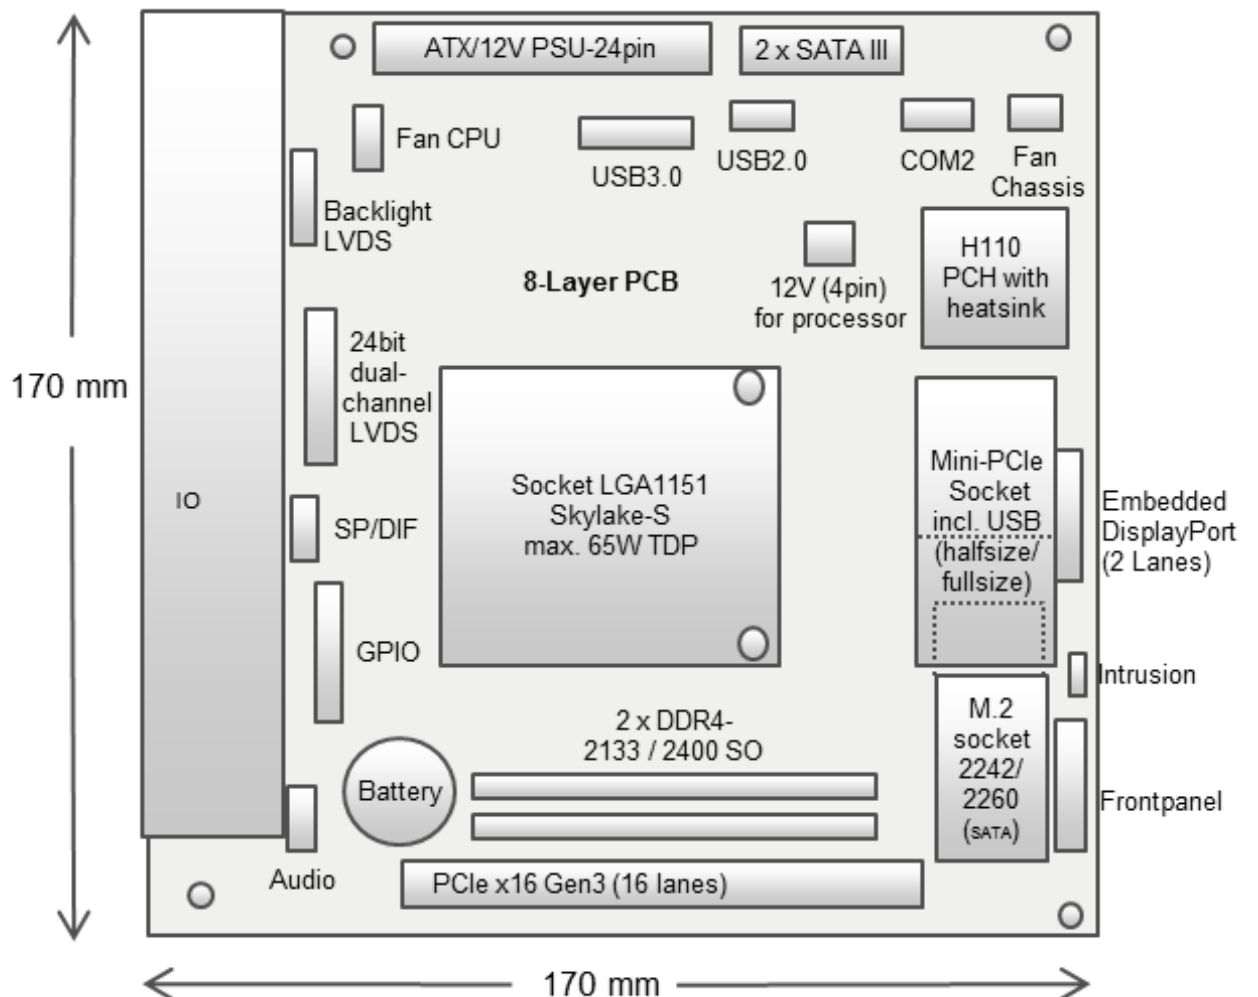 ATX/12V PSU-24pin
2 x SATA III
Fan CPU
USB3.0
USB2.0
COM2
Fan
Chassis
Backlight
LVDS
8-Layer PCB
12V (4pin)
for processor
H110
PCH with
heatsink
170 mm
24bit
dual-
channel
LVDS
IO
Socket LGA1151
Skylake-S
max. 65W TDP
Mini-PCIe
Socket
incl. USB
(halfsize/
fullsize)
Embedded
DisplayPort
(2 Lanes)
SP/DIF
GPIO
Intrusion
2 x DDR4-
2133 / 2400 SO
M.2
socket
2242/
2260
(SATA)
Battery
Frontpanel
Audio
PCIe x16 Gen3 (16 lanes)
170 mm